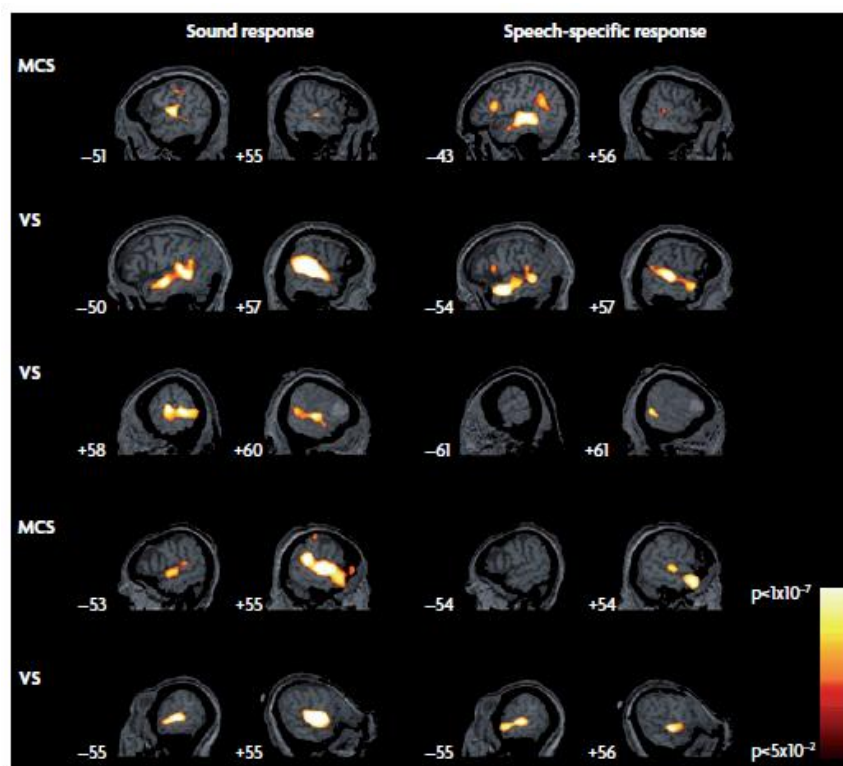 Sound response Speech-specific response
MCS
−51 +55 −43 +56
VS
−50 +57 −54 +57
VS
+58 +60 −61 +61
MCS
−53 +55 −54 +54
p<1x10⁻⁷
VS
−55 +55 −55 +56
p<5x10⁻²